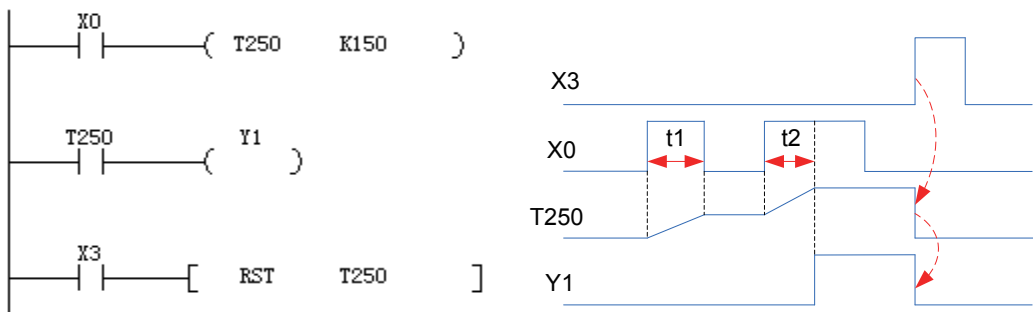 X0
( T250 K150 )
T250
( Y1 )
X3
[ RST T250 ]
X3
X0
t1
t2
T250
Y1